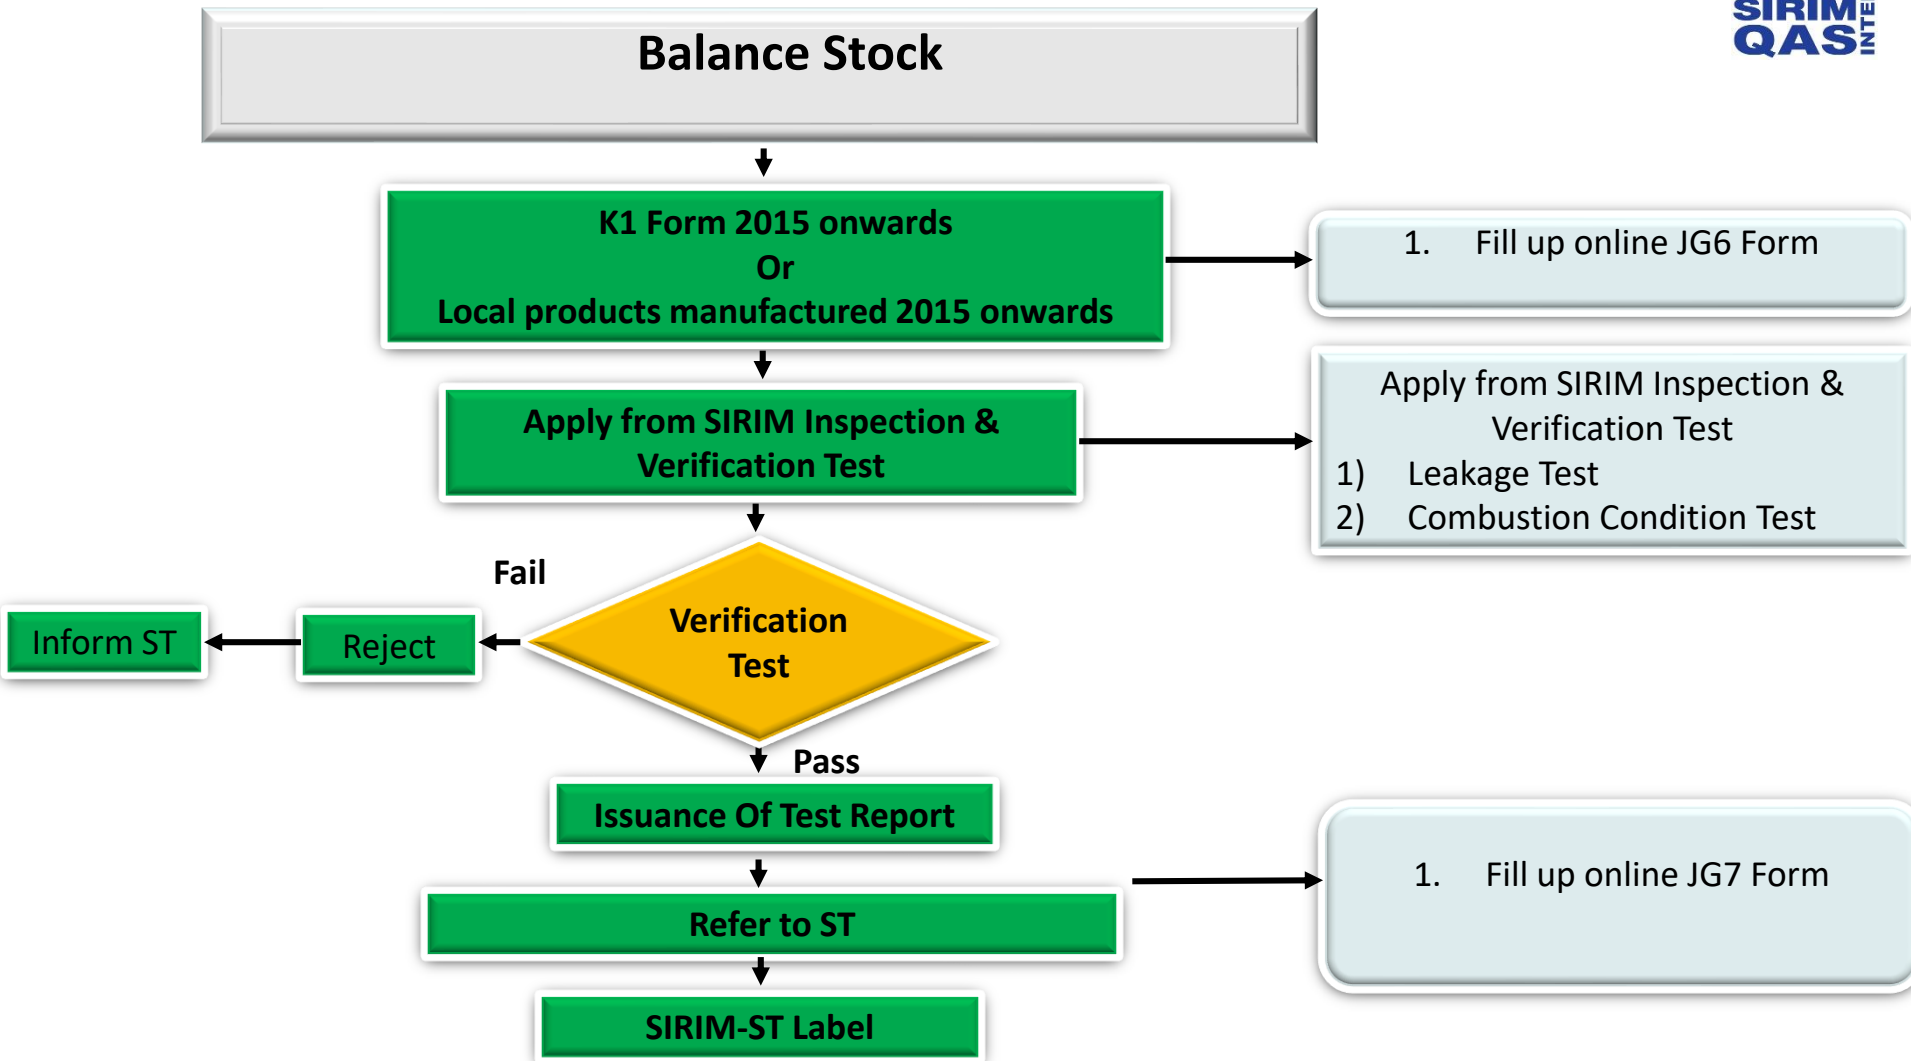 SIRIM
QAS
Balance Stock
K1 Form 2015 onwards
Or
Local products manufactured 2015 onwards
1. Fill up online JG6 Form
Apply from SIRIM Inspection &
Verification Test
Apply from SIRIM Inspection &
Verification Test
1) Leakage Test
2) Combustion Condition Test
Fail
Verification
Test
Reject
Inform ST
Pass
Issuance Of Test Report
Refer to ST
1. Fill up online JG7 Form
SIRIM-ST Label